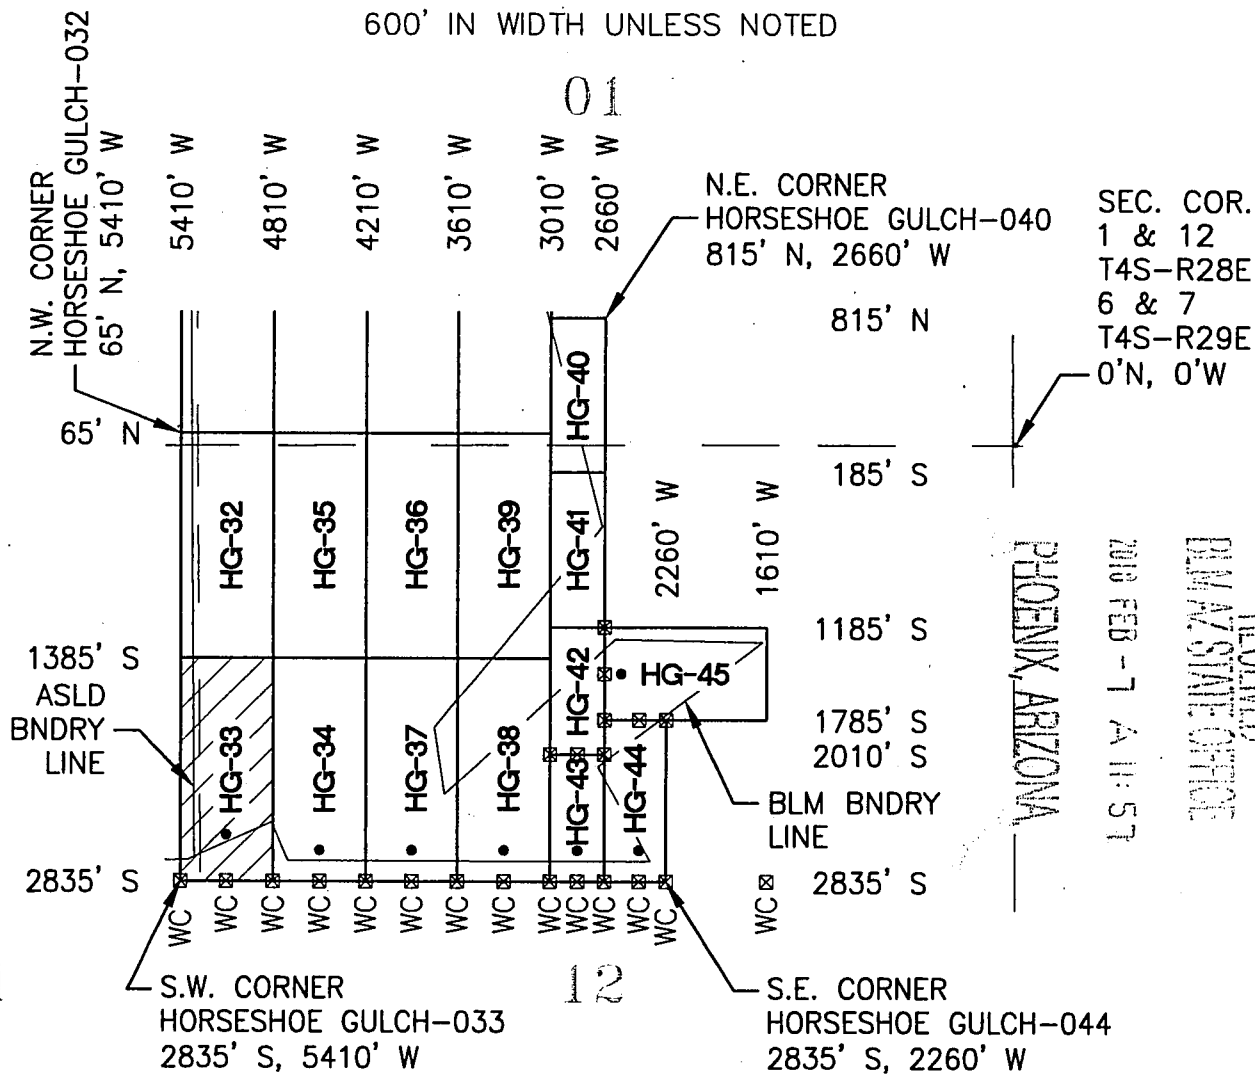 600' IN WIDTH UNLESS NOTED
01
N.W. CORNER
HORSESHOE GULCH-032
65' N, 5410' W
5410' W
4810' W
4210' W
3610' W
3010' W
2660' W
N.E. CORNER
HORSESHOE GULCH-040
815' N, 2660' W
SEC. COR.
1 & 12
T4S-R28E
6 & 7
T4S-R29E
0'N, 0'W
815' N
65' N
185' S
HG-40
HG-32
HG-35
HG-36
HG-39
HG-41
2260' W
1610' W
1185' S
1385' S
ASLD
BNDRY
LINE
HG-33
HG-34
HG-37
HG-38
HG-42
HG-45
HG-43
HG-44
1785' S
2010' S
BLM BNDRY
LINE
2835' S
2835' S
WC
WC
WC
WC
WC
WC
WC
WC
WC
WC
WC
WC
WC
WC
S.W. CORNER
HORSESHOE GULCH-033
2835' S, 5410' W
12
S.E. CORNER
HORSESHOE GULCH-044
2835' S, 2260' W
BLM AZ STATE OFFICE
FEB -7 A 11: 57
PHOENIX, ARIZONA